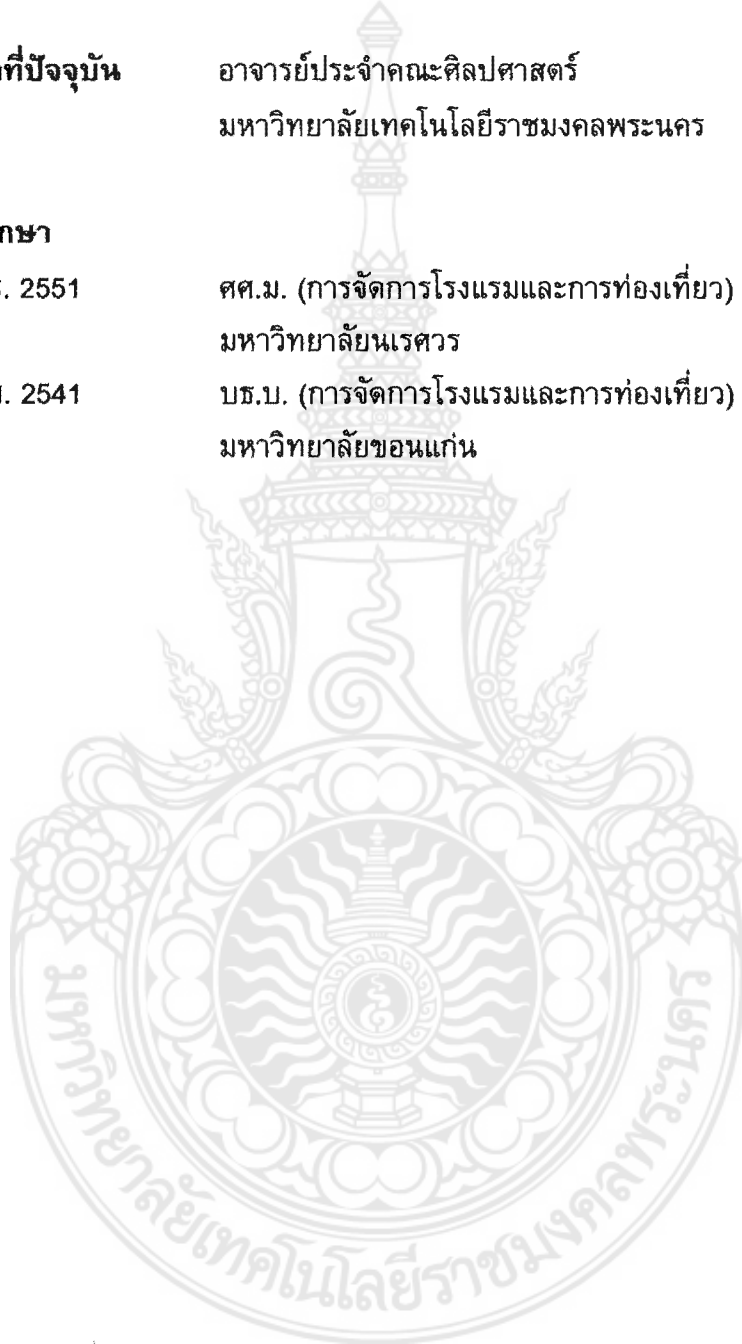 ที่ปัจจุบัน อาจารย์ประจำคณะศิลปศาสตร์
มหาวิทยาลัยเทคโนโลยีราชมงคลพระนคร
กษา
. 2551 ศศ.ม. (การจัดการโรงแรมและการท่องเที่ยว)
มหาวิทยาลัยนเรศวร
. 2541 บธ.บ. (การจัดการโรงแรมและการท่องเที่ยว)
มหาวิทยาลัยขอนแก่น
มหาวิทยาลัยเทคโนโลยีราชมงคลพระนคร